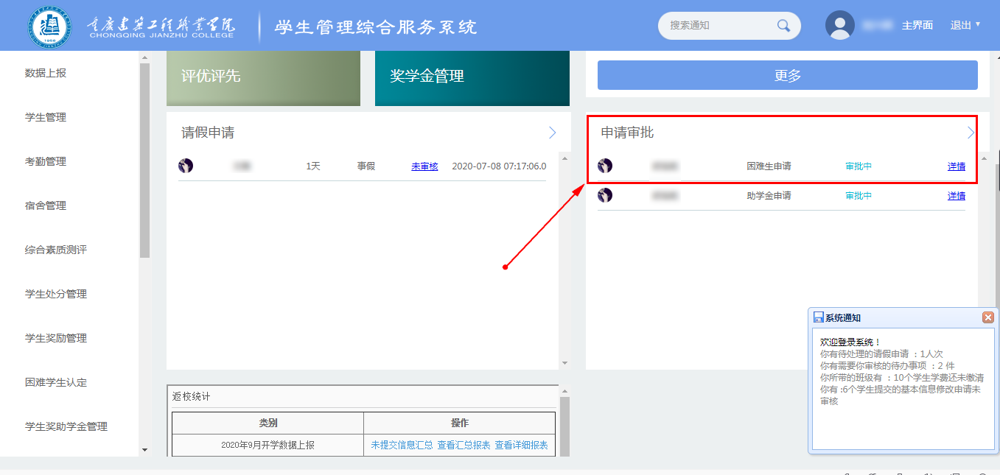 重庆建筑工程职业学院
CHONGQING JIANZHU COLLEGE
学生管理综合服务系统
搜索通知
主界面
退出
数据上报
学生管理
考勤管理
宿舍管理
综合素质测评
学生处分管理
学生奖励管理
困难学生认定
学生奖助学金管理
评优评先
奖学金管理
更多
请假申请
1天 事假 未审核 2020-07-08 07:17:06.0
申请审批
困难生申请 审批中 详情
助学金申请 审批中 详情
返校统计
类别 操作
2020年9月开学数据上报 未提交信息汇总 查看汇总报表 查看详细报表
系统通知
欢迎登录系统！
你有待处理的请假申请 ：1人次
你有需要你审核的待办事项 ：2 件
你所带的班级有 ：10个学生学费还未缴清
你有 :6个学生提交的基本信息修改申请未
审核